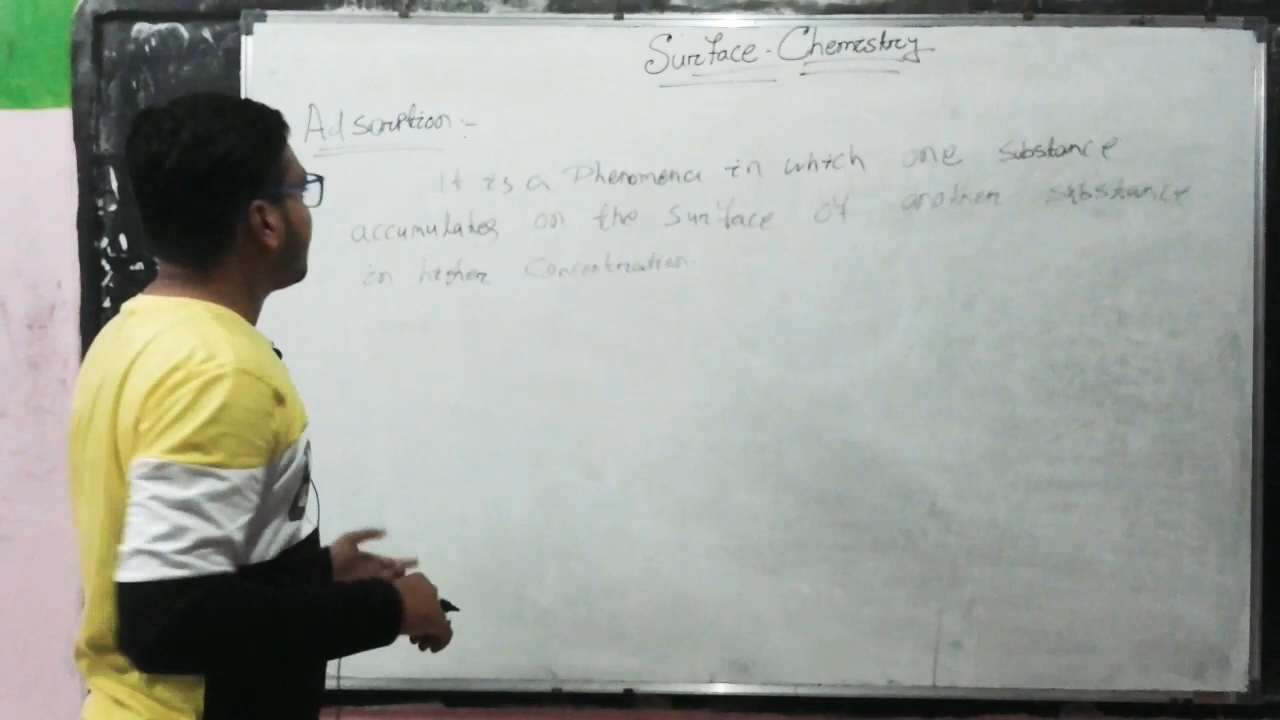 Surface-Chemistry
Adsorption :-
It is a Phenomena in which one substance
accumulates on the surface of another substance
in higher Concentration.